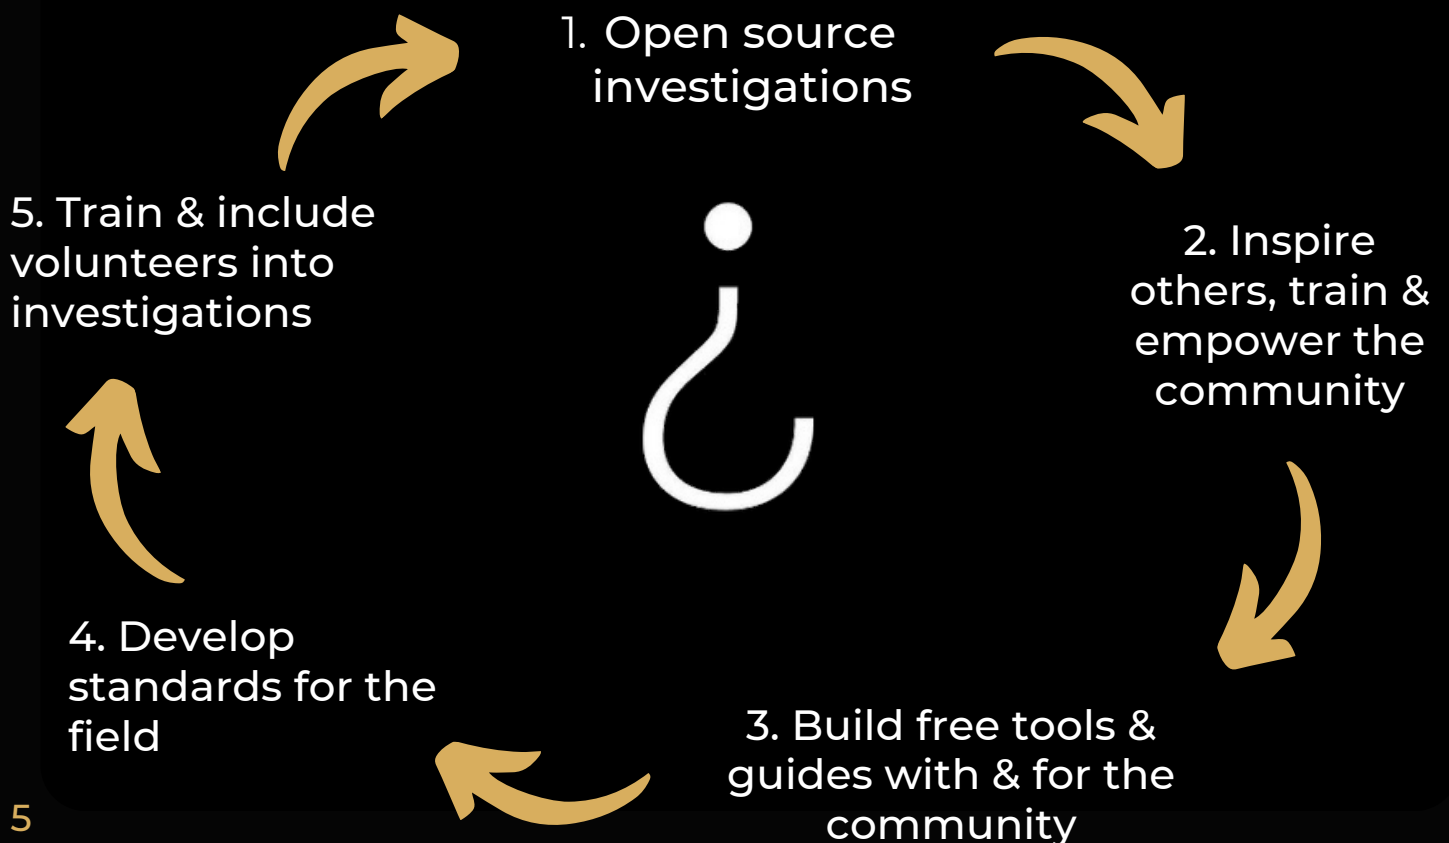 1. Open source
investigations
2. Inspire
others, train &
empower the
community
3. Build free tools &
guides with & for the
community
4. Develop
standards for the
field
5. Train & include
volunteers into
investigations
¿
5